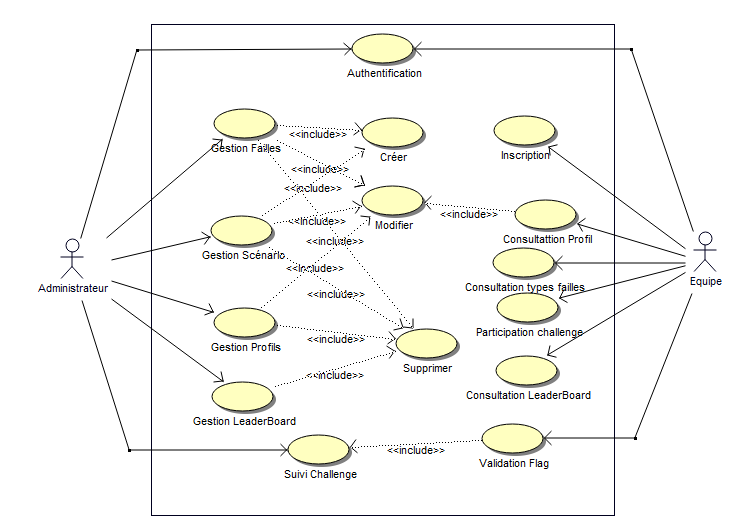 Authentification
Gestion Failles
<<include>>
Créer
Inscription
<<include>>
<<include>>
Modifier
<<include>>
<<include>>
Consultattion Profil
Gestion Scénario
<<include>>
<<include>>
Administrateur
Equipe
Consultation types failles
<<include>>
Participation challenge
Gestion Profils
<<include>>
Supprimer
<<include>>
Consultation LeaderBoard
Gestion LeaderBoard
<<include>>
Suivi Challenge
Validation Flag